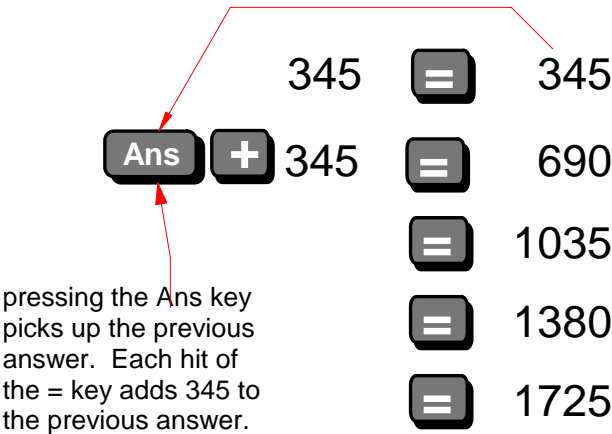 345 = 345
Ans + 345 = 690
= 1035
= 1380
= 1725
pressing the Ans key
picks up the previous
answer. Each hit of
the = key adds 345 to
the previous answer.